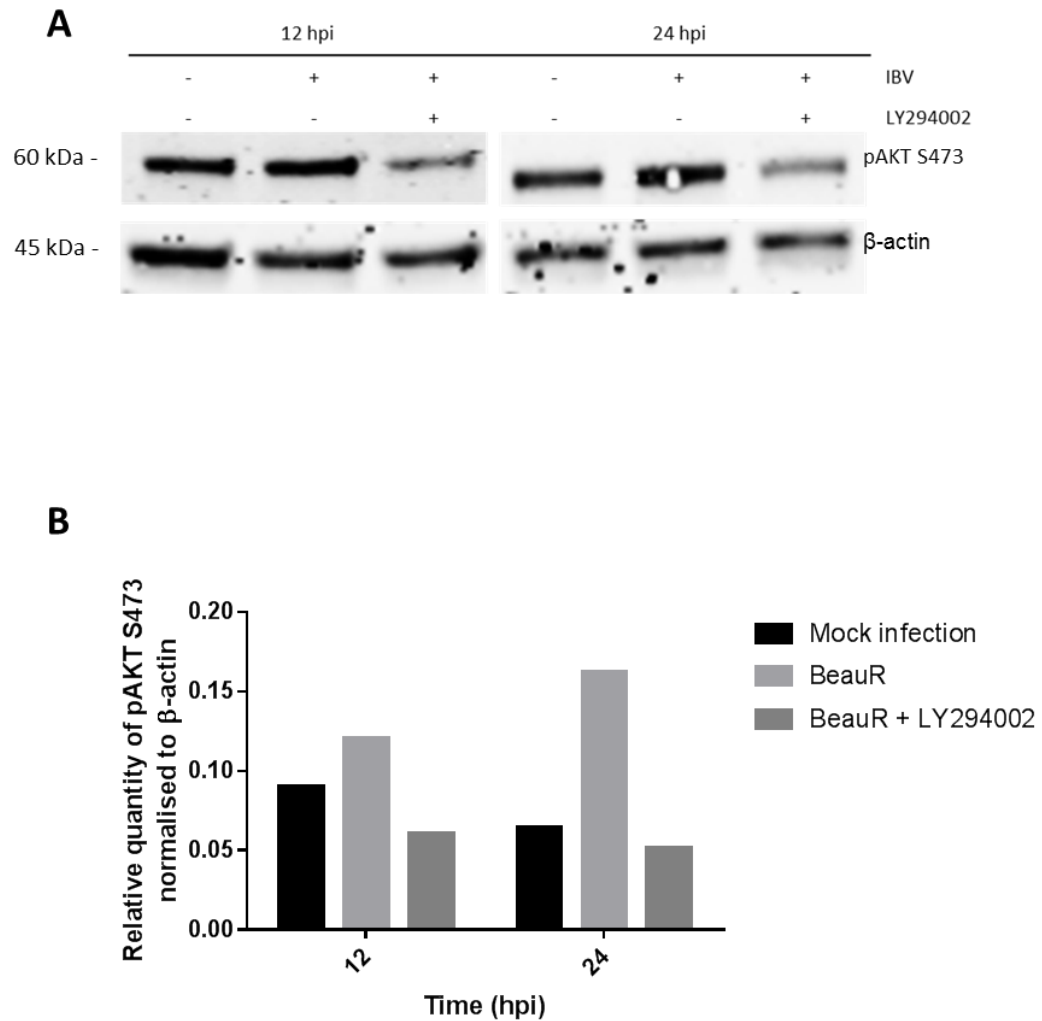 A
12 hpi 24 hpi
- + + - + + IBV
- - + - - + LY294002
60 kDa - pAKT S473
45 kDa - β-actin
B
Relative quantity of pAKT S473
normalised to β-actin
0.20
0.15
0.10
0.05
0.00
12 24
Time (hpi)
Mock infection
BeauR
BeauR + LY294002